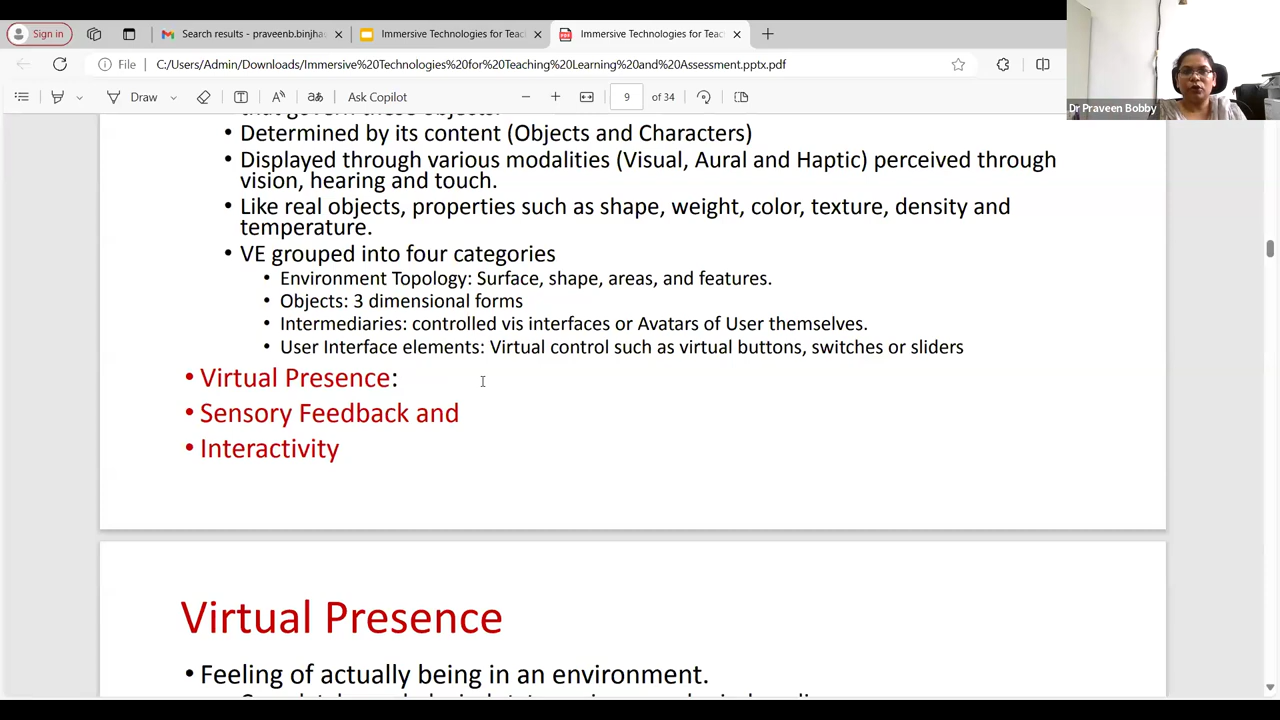 Sign in
Search results - praveenb.binjha
Immersive Technologies for Teac
Immersive Technologies for Teac
File
C:/Users/Admin/Downloads/Immersive%20Technologies%20for%20Teaching%20Learning%20and%20Assessment.pptx.pdf
Draw
Ask Copilot
9 of 34
Dr Praveen Bobby
that govern these objects.
• Determined by its content (Objects and Characters)
• Displayed through various modalities (Visual, Aural and Haptic) perceived through
vision, hearing and touch.
• Like real objects, properties such as shape, weight, color, texture, density and
temperature.
• VE grouped into four categories
• Environment Topology: Surface, shape, areas, and features.
• Objects: 3 dimensional forms
• Intermediaries: controlled vis interfaces or Avatars of User themselves.
• User Interface elements: Virtual control such as virtual buttons, switches or sliders
• Virtual Presence:
• Sensory Feedback and
• Interactivity
Virtual Presence
• Feeling of actually being in an environment.